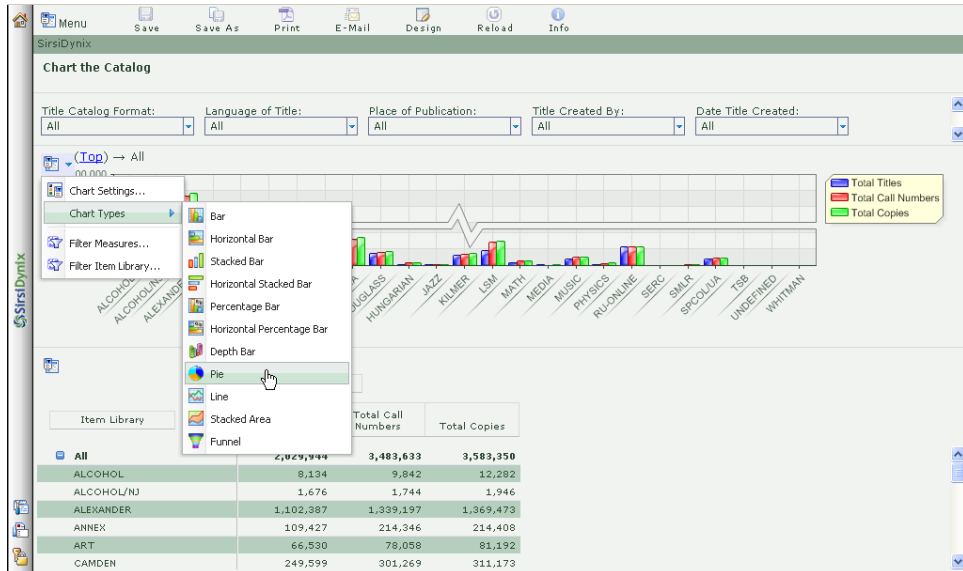 Menu
Save
Save As
Print
E-Mail
Design
Reload
Info
SirsiDynix
Chart the Catalog
Title Catalog Format:
Language of Title:
Place of Publication:
Title Created By:
Date Title Created:
All
All
All
All
All
(Top) → All
00,000
Chart Settings...
Chart Types
Filter Measures...
Filter Item Library...
Bar
Horizontal Bar
Stacked Bar
Horizontal Stacked Bar
Percentage Bar
Horizontal Percentage Bar
Depth Bar
Pie
Line
Stacked Area
Funnel
Total Titles
Total Call Numbers
Total Copies
ALCOHOL
ALCOHOL/NJ
HUNGARIAN
JAZZ
KILMER
LSM
MATH
MEDIA
MUSIC
PHYSICS
RU-ONLINE
SERC
SMLR
SPCOL/UA
TSB
UNDEFINED
WHITMAN
SirsiDynix
Item Library
Total Call
Numbers
Total Copies
All 2,029,944 3,483,633 3,583,350
ALCOHOL 8,134 9,842 12,282
ALCOHOL/NJ 1,676 1,744 1,946
ALEXANDER 1,102,387 1,339,197 1,369,473
ANNEX 109,427 214,346 214,408
ART 66,530 78,058 81,192
CAMDEN 249,599 301,269 311,173